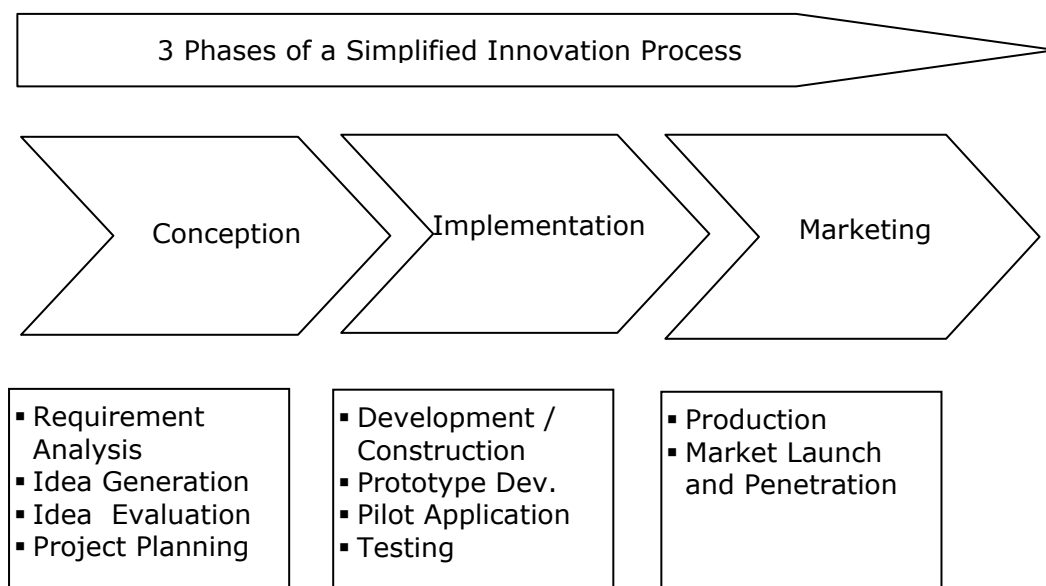 3 Phases of a Simplified Innovation Process
Conception
Implementation
Marketing
▪ Requirement
Analysis
▪ Idea Generation
▪ Idea Evaluation
▪ Project Planning
▪ Development /
Construction
▪ Prototype Dev.
▪ Pilot Application
▪ Testing
▪ Production
▪ Market Launch
and Penetration